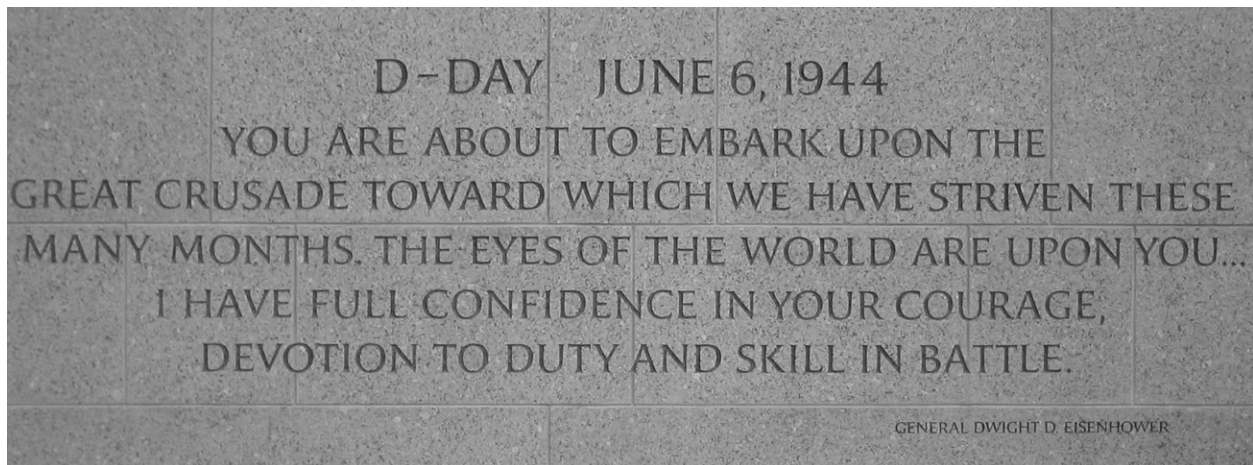 D-DAY JUNE 6, 1944
YOU ARE ABOUT TO EMBARK UPON THE
GREAT CRUSADE TOWARD WHICH WE HAVE STRIVEN THESE
MANY MONTHS. THE EYES OF THE WORLD ARE UPON YOU...
I HAVE FULL CONFIDENCE IN YOUR COURAGE,
DEVOTION TO DUTY AND SKILL IN BATTLE.
GENERAL DWIGHT D. EISENHOWER